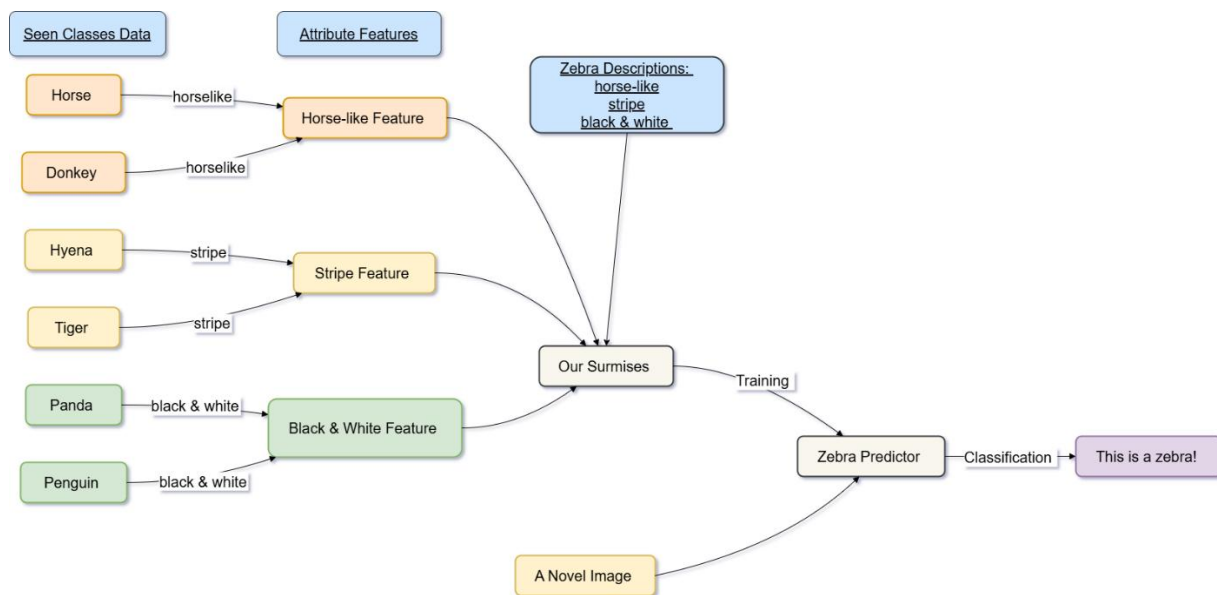 Seen Classes Data
Attribute Features
Zebra Descriptions:
horse-like
stripe
black & white
Horse
horselike
Horse-like Feature
Donkey
horselike
Hyena
stripe
Stripe Feature
Tiger
stripe
Our Surmises
Training
Panda
black & white
Black & White Feature
Penguin
black & white
Zebra Predictor
Classification
This is a zebra!
A Novel Image